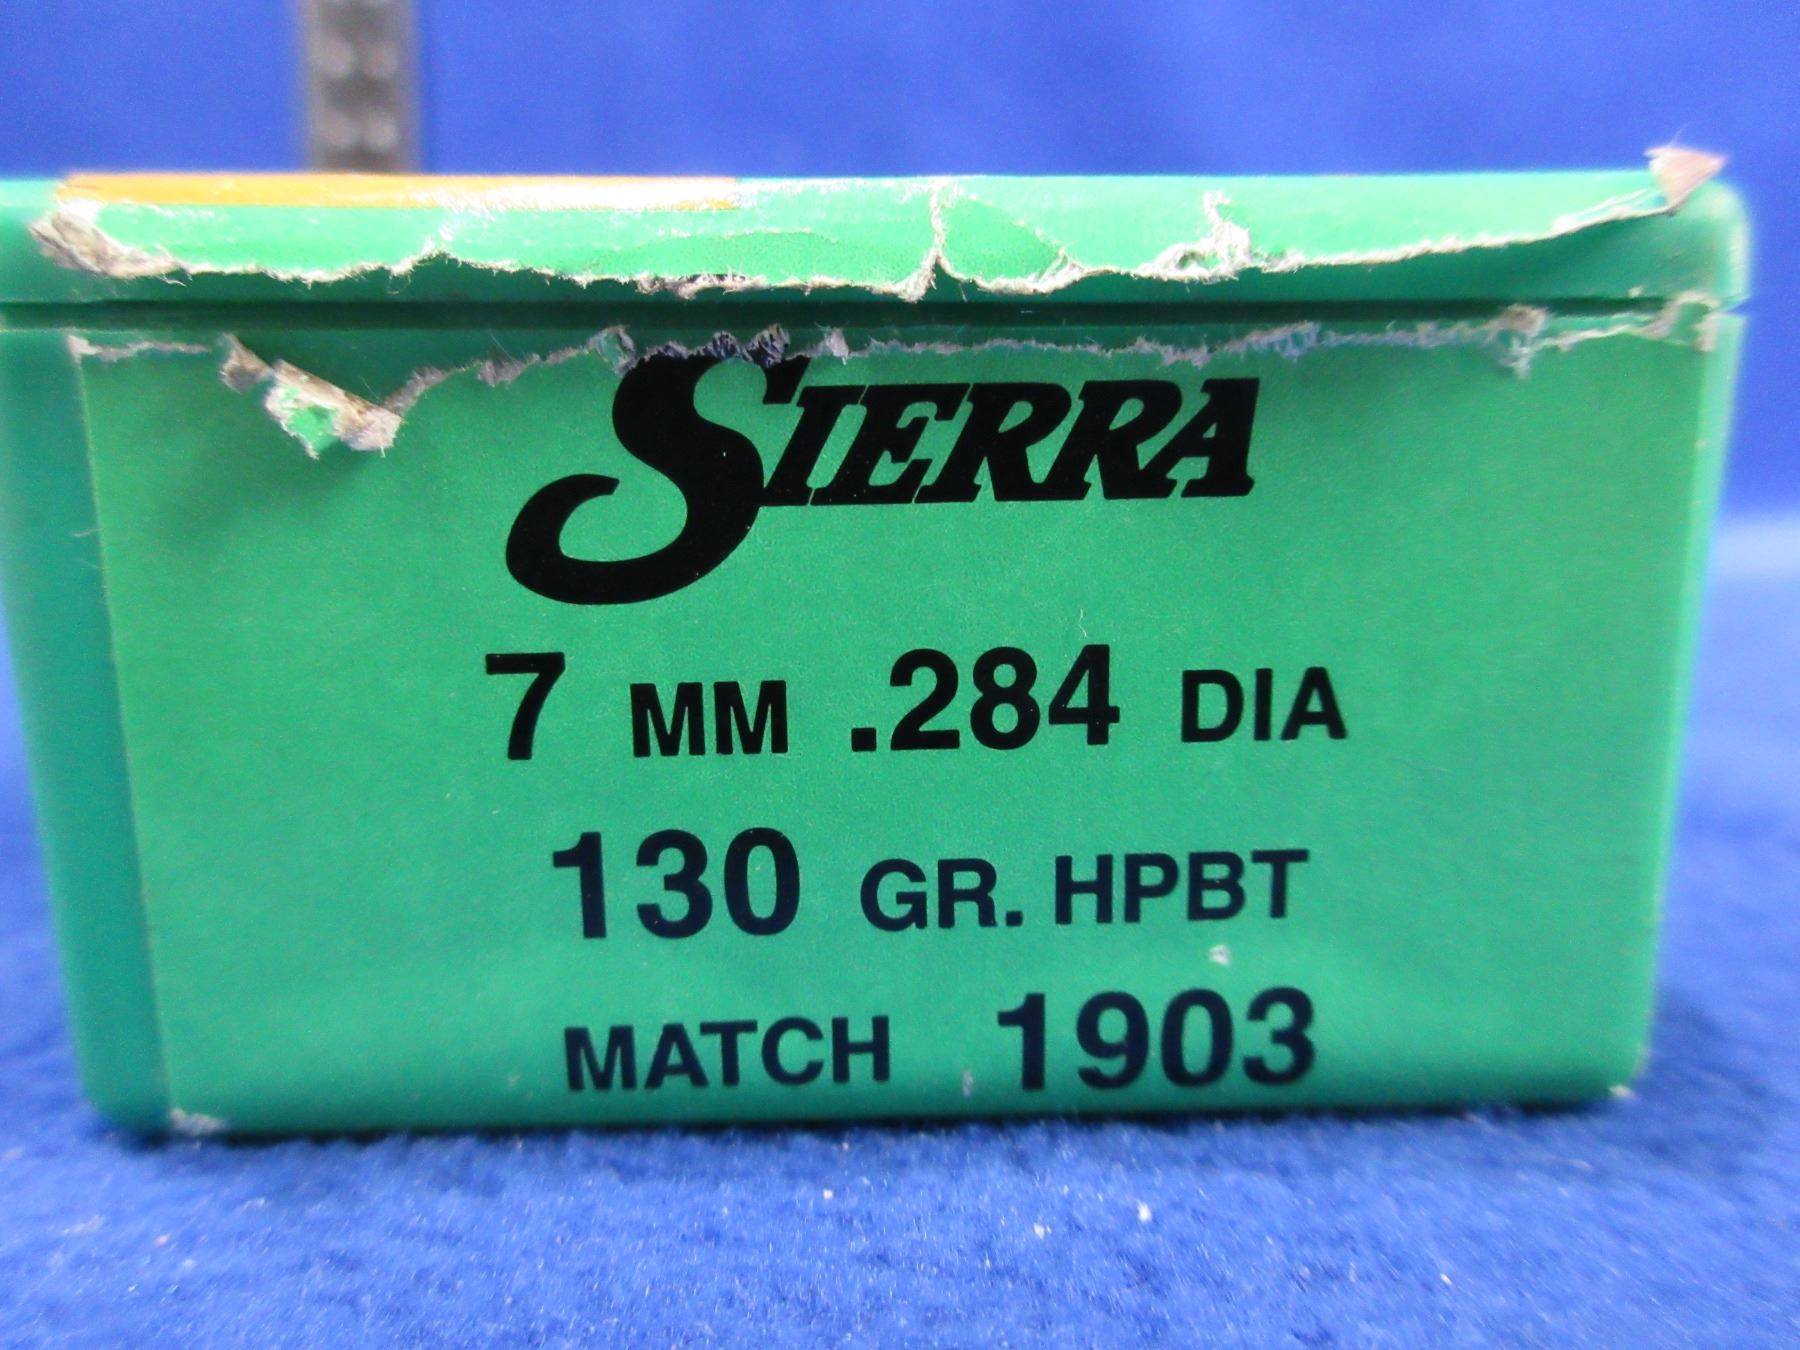 SIERRA
7 MM .284 DIA
130 GR. HPBT
MATCH 1903